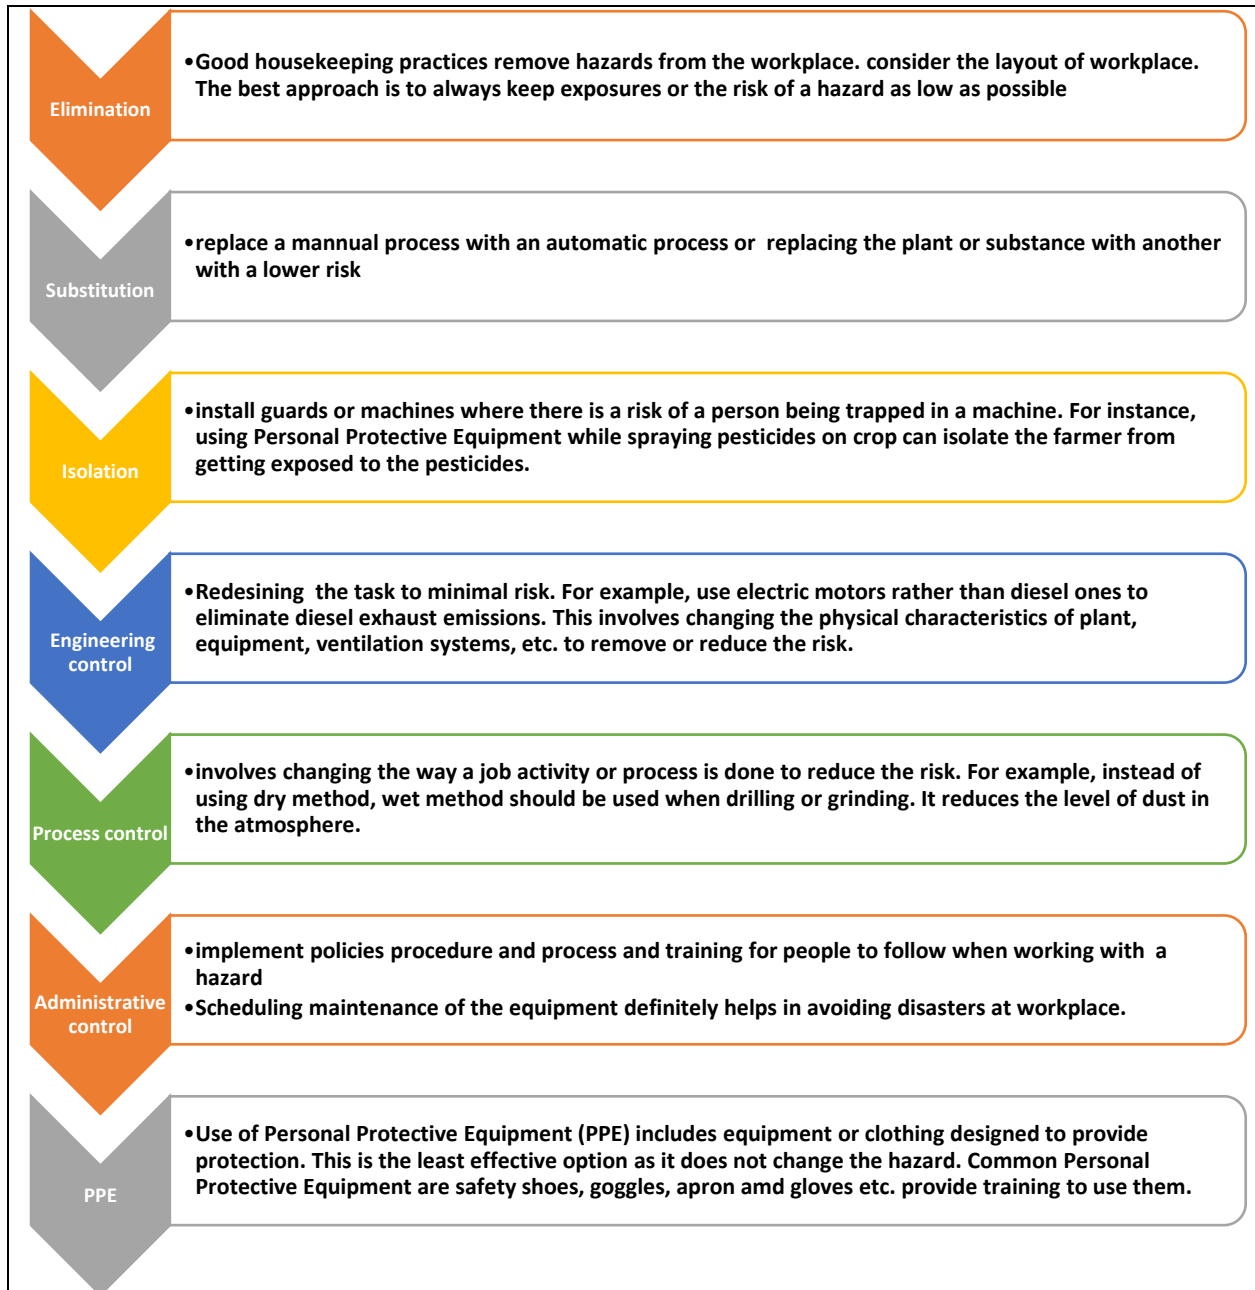 Elimination
•Good housekeeping practices remove hazards from the workplace. consider the layout of workplace.
The best approach is to always keep exposures or the risk of a hazard as low as possible
Substitution
•replace a mannual process with an automatic process or  replacing the plant or substance with another
with a lower risk
Isolation
•install guards or machines where there is a risk of a person being trapped in a machine. For instance,
using Personal Protective Equipment while spraying pesticides on crop can isolate the farmer from
getting exposed to the pesticides.
Engineering
control
•Redesining  the task to minimal risk. For example, use electric motors rather than diesel ones to
eliminate diesel exhaust emissions. This involves changing the physical characteristics of plant,
equipment, ventilation systems, etc. to remove or reduce the risk.
Process control
•involves changing the way a job activity or process is done to reduce the risk. For example, instead of
using dry method, wet method should be used when drilling or grinding. It reduces the level of dust in
the atmosphere.
Administrative
control
•implement policies procedure and process and training for people to follow when working with  a
hazard
•Scheduling maintenance of the equipment definitely helps in avoiding disasters at workplace.
PPE
•Use of Personal Protective Equipment (PPE) includes equipment or clothing designed to provide
protection. This is the least effective option as it does not change the hazard. Common Personal
Protective Equipment are safety shoes, goggles, apron amd gloves etc. provide training to use them.